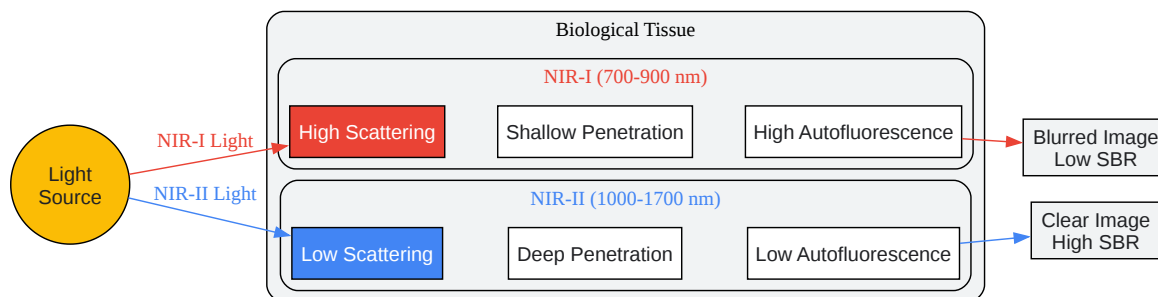 Biological Tissue
NIR-I (700-900 nm)
High Scattering
Shallow Penetration
High Autofluorescence
NIR-I Light
Blurred Image
Low SBR
Light
Source
NIR-II Light
NIR-II (1000-1700 nm)
Low Scattering
Deep Penetration
Low Autofluorescence
Clear Image
High SBR